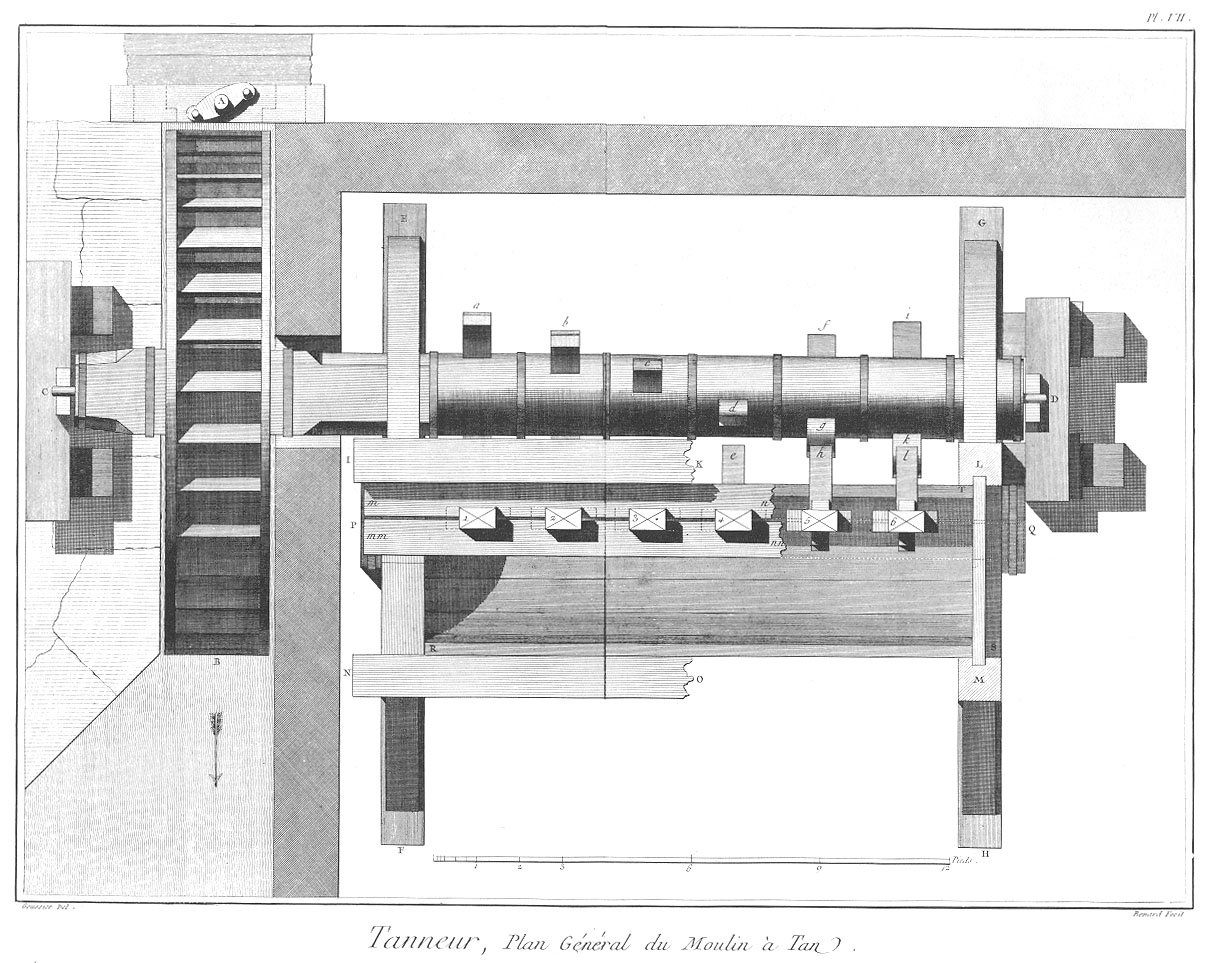 Pl. VII.
A
E
G
a
b
f
i
c
C
D
d
g
k
h
l
I
K
e
L
T
m
n
P
1
2
3
4
5
6
Q
mm
nn
R
S
B
N
O
M
F
H
1 2 3 6 9 12 Pieds.
Goussier Del.
Benard Fecit
Tanneur, Plan Général du Moulin à Tan.